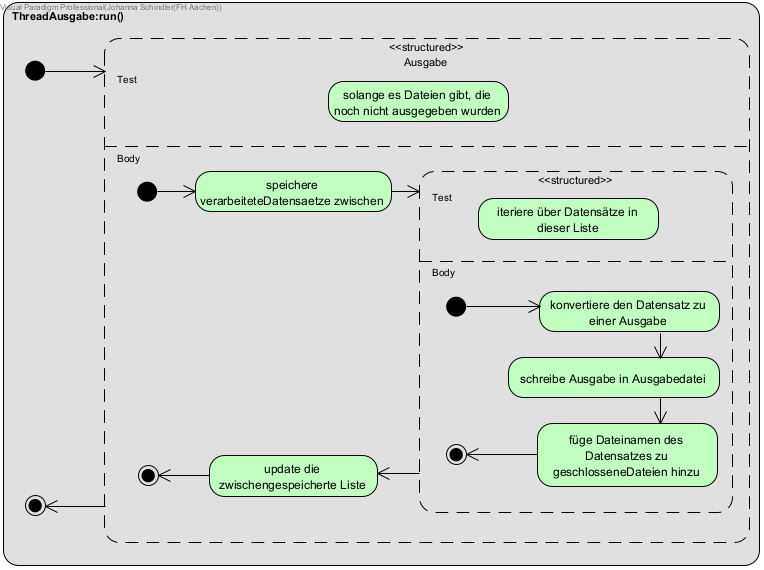 Visual Paradigm Professional(Johanna Schindler(FH Aachen))
ThreadAusgabe:run()
<<structured>>
Ausgabe
Test
solange es Dateien gibt, die
noch nicht ausgegeben wurden
Body
speichere
verarbeiteteDatensaetze zwischen
<<structured>>
Test
iteriere über Datensätze in
dieser Liste
Body
konvertiere den Datensatz zu
einer Ausgabe
schreibe Ausgabe in Ausgabedatei
füge Dateinamen des
Datensatzes zu
geschlosseneDateien hinzu
update die
zwischengespeicherte Liste